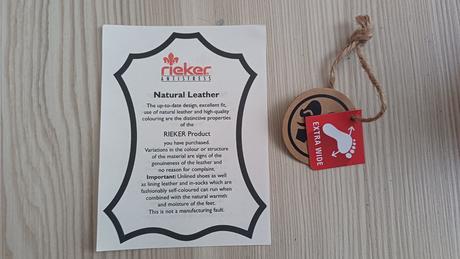 rieker
ANTISTRESS
Natural Leather
The up-to-date design, excellent fit,
use of natural leather and high-quality
colouring are the distinctive properties
of the
RIEKER Product
you have purchased.
Variations in the colour or structure
of the material are signs of the
genuineness of the leather and
no reason for complaint.
Important: Unlined shoes as well
as lining leather and in-socks which are
fashionably self-coloured can run when
combined with the natural warmth
and moisture of the feet.
This is not a manufacturing fault.
EXTRA WIDE